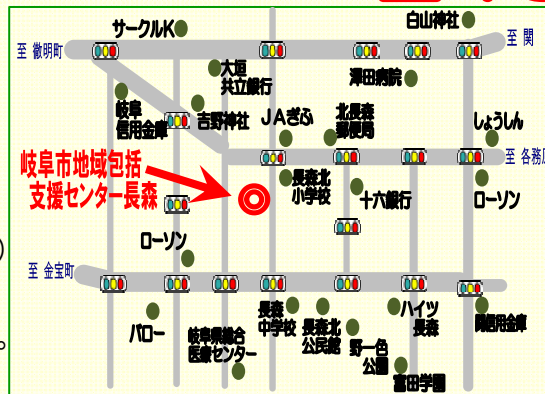 サークルK
白山神社
至 徹明町
至 関
大垣
共立銀行
澤田病院
岐阜
信用金庫
吉野神社
JAぎふ
北長森
郵便局
しょうしん
至 各務
岐阜市地域包括
支援センター長森
長森北
小学校
十六銀行
ローソン
ローソン
至 金宝町
バロー
岐阜県総合
医療センター
長森
中学校
長森北
公民館
野一色
公園
ハイツ
長森
関信用金庫
富田学園
)
。